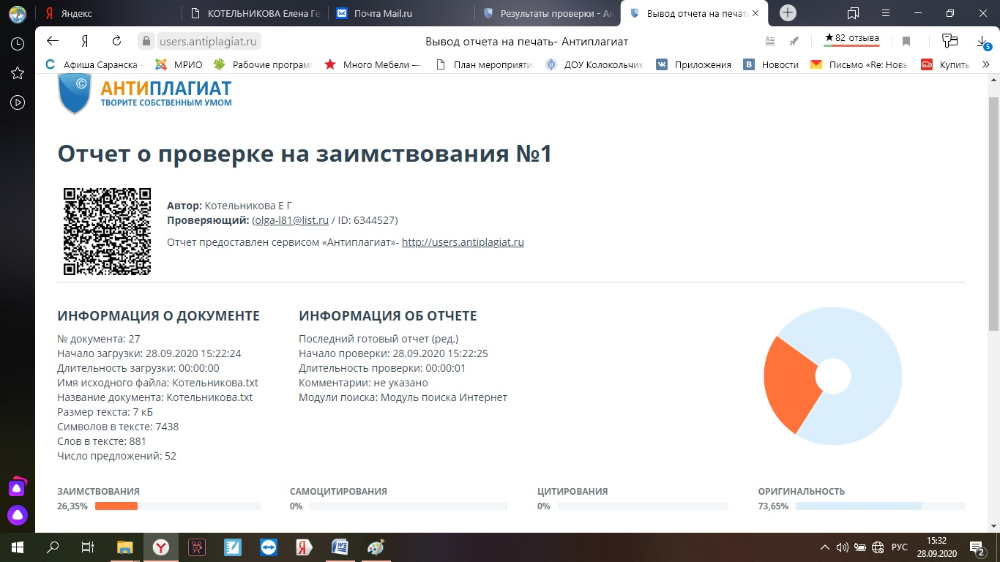 Яндекс
КОТЕЛЬНИКОВА Елена Ге
Почта Mail.ru
Результаты проверки - Ан
Вывод отчета на печать
users.antiplagiat.ru
Вывод отчета на печать- Антиплагиат
★82 отзыва
5
Афиша Саранска -
МРИО
Рабочие програм
Много Мебели —
План мероприяти
ДОУ Колокольчик
Приложения
Новости
Письмо «Re: Новы
Купить
АНТИПЛАГИАТ
ТВОРИТЕ СОБСТВЕННЫМ УМОМ
Отчет о проверке на заимствования №1
Автор: Котельникова Е Г
Проверяющий: (olga-l81@list.ru / ID: 6344527)
Отчет предоставлен сервисом «Антиплагиат»- http://users.antiplagiat.ru
ИНФОРМАЦИЯ О ДОКУМЕНТЕ
№ документа: 27
Начало загрузки: 28.09.2020 15:22:24
Длительность загрузки: 00:00:00
Имя исходного файла: Котельникова.txt
Название документа: Котельникова.txt
Размер текста: 7 кБ
Символов в тексте: 7438
Слов в тексте: 881
Число предложений: 52
ИНФОРМАЦИЯ ОБ ОТЧЕТЕ
Последний готовый отчет (ред.)
Начало проверки: 28.09.2020 15:22:25
Длительность проверки: 00:00:01
Комментарии: не указано
Модули поиска: Модуль поиска Интернет
ЗАИМСТВОВАНИЯ
26,35%
САМОЦИТИРОВАНИЯ
0%
ЦИТИРОВАНИЯ
0%
ОРИГИНАЛЬНОСТЬ
73,65%
РУС
15:32
28.09.2020
2